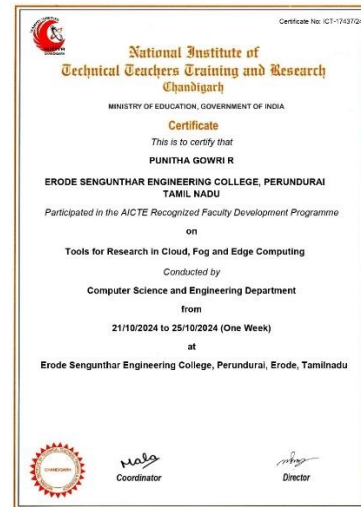 Certificate No: ICT-17437/24
National Institute of
Technical Teachers Training and Research
Chandigarh
MINISTRY OF EDUCATION, GOVERNMENT OF INDIA
Certificate
This is to certify that
PUNITHA GOWRI R
ERODE SENGUNTHAR ENGINEERING COLLEGE, PERUNDURAI
TAMIL NADU
Participated in the AICTE Recognized Faculty Development Programme
on
Tools for Research in Cloud, Fog and Edge Computing
Conducted by
Computer Science and Engineering Department
from
21/10/2024 to 25/10/2024 (One Week)
at
Erode Sengunthar Engineering College, Perundurai, Erode, Tamilnadu
CHANDIGARH
Mala
Coordinator
Director